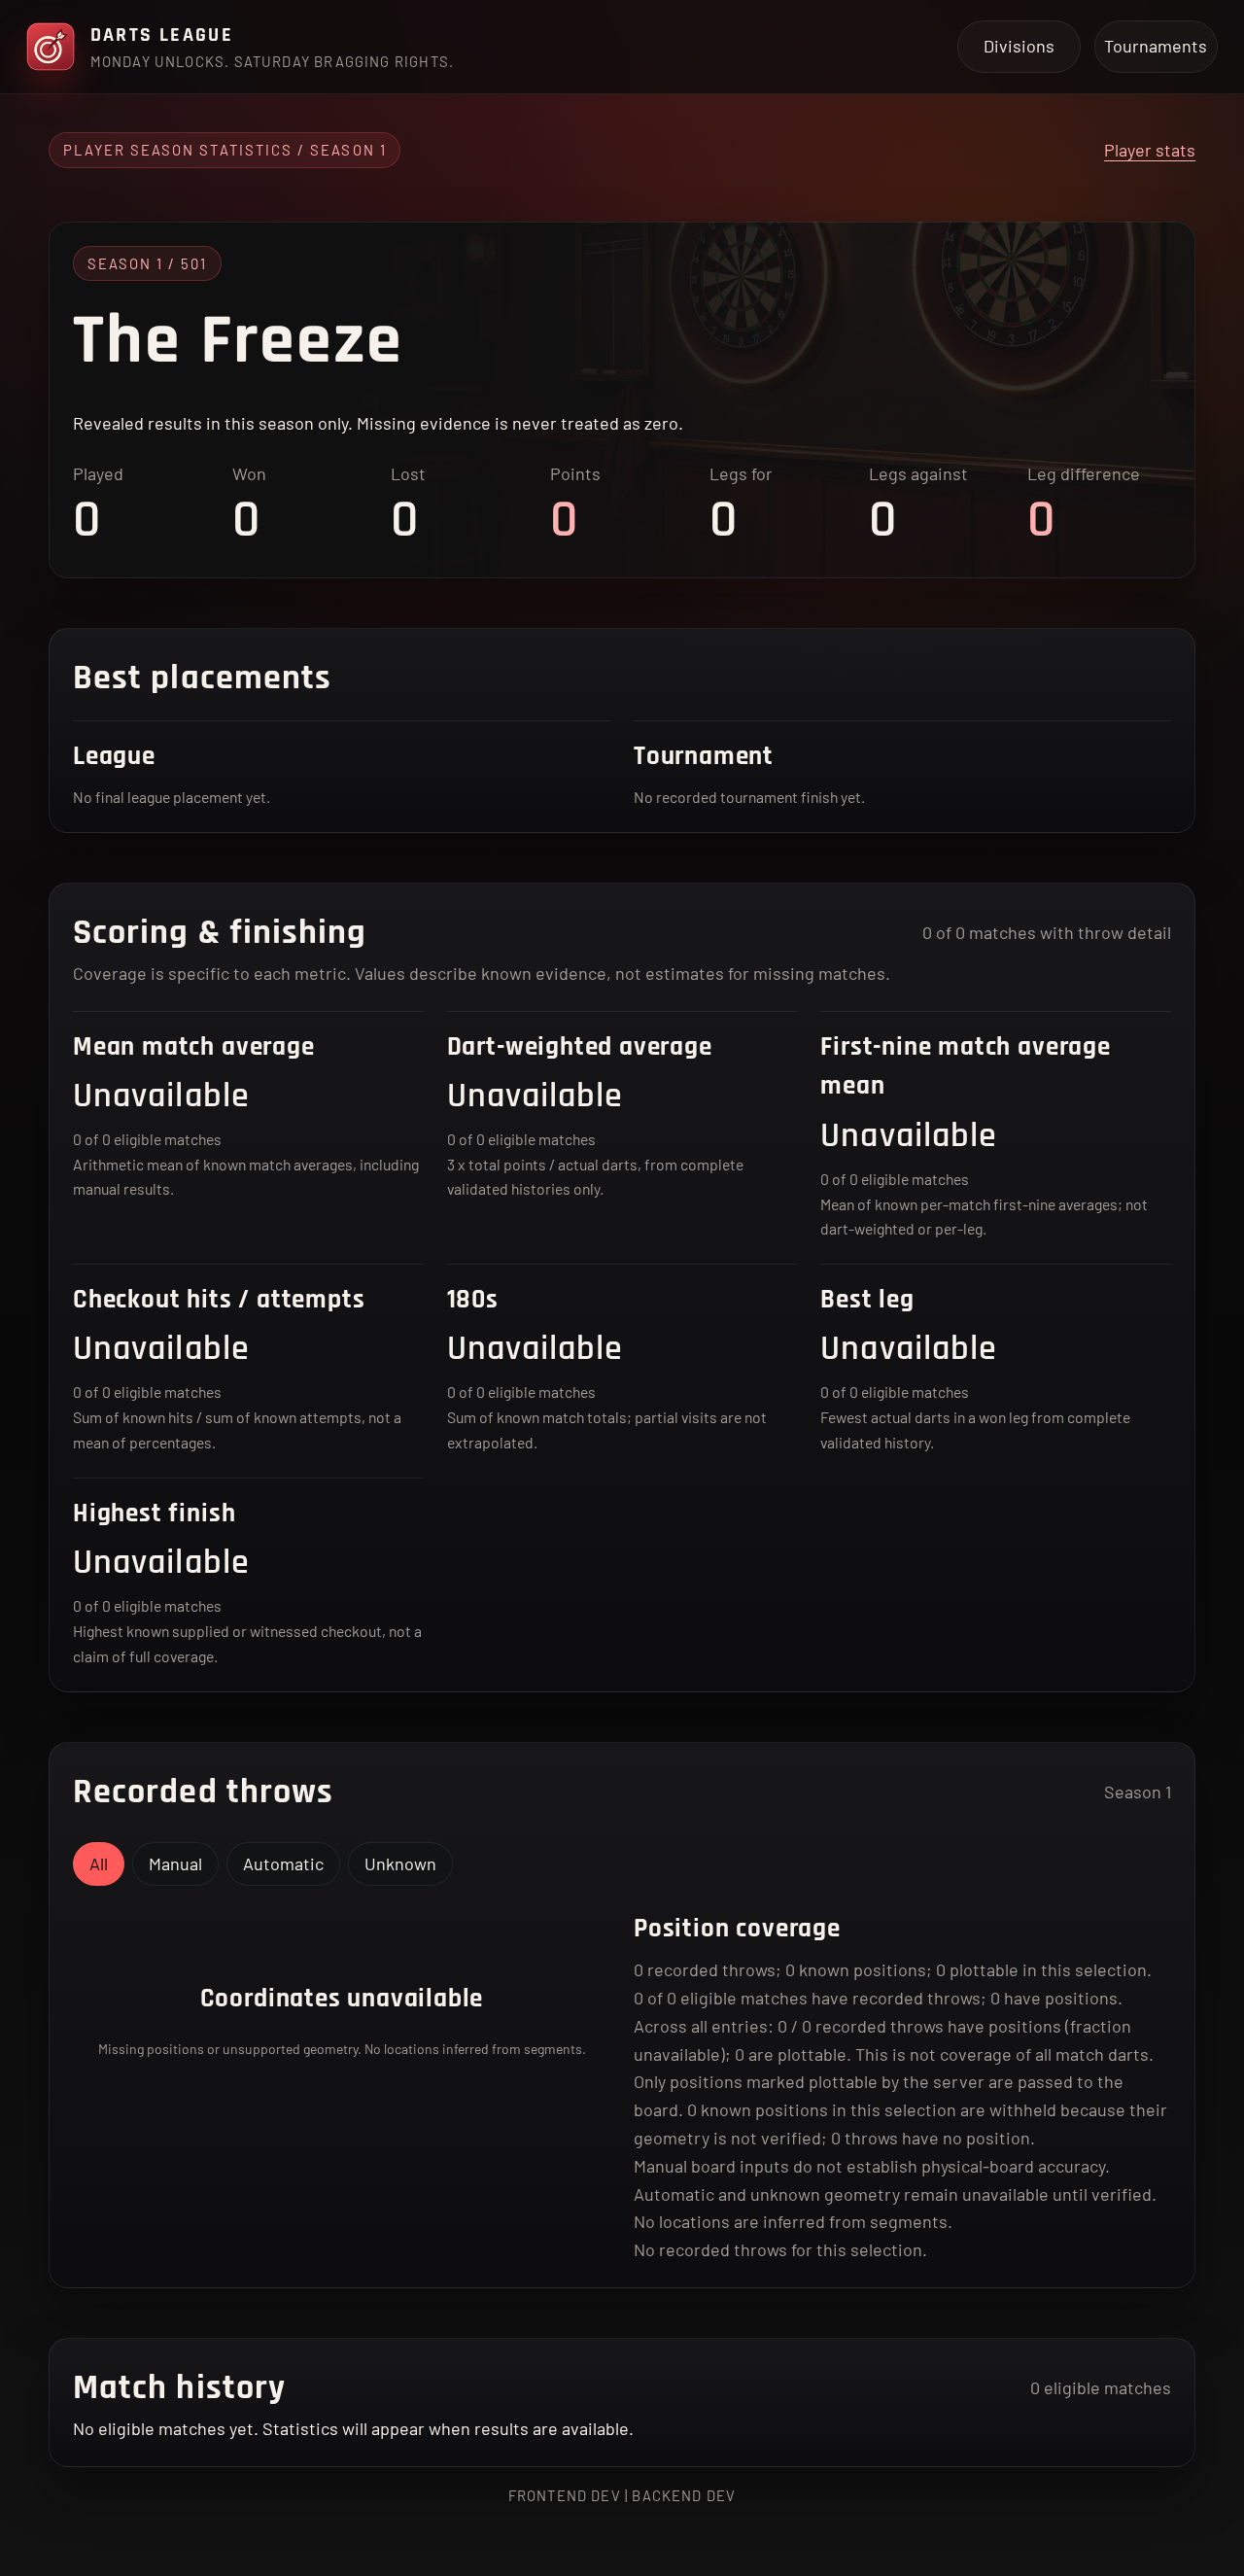 DARTS LEAGUE
MONDAY UNLOCKS. SATURDAY BRAGGING RIGHTS.
Divisions
Tournaments
PLAYER SEASON STATISTICS / SEASON 1
Player stats
SEASON 1 / 501
The Freeze
Revealed results in this season only. Missing evidence is never treated as zero.
Played
Won
Lost
Points
Legs for
Legs against
Leg difference
0
0
0
0
0
0
0
Best placements
League
No final league placement yet.
Tournament
No recorded tournament finish yet.
Scoring & finishing
0 of 0 matches with throw detail
Coverage is specific to each metric. Values describe known evidence, not estimates for missing matches.
Mean match average
Unavailable
0 of 0 eligible matches
Arithmetic mean of known match averages, including
manual results.
Dart-weighted average
Unavailable
0 of 0 eligible matches
3 x total points / actual darts, from complete
validated histories only.
First-nine match average
mean
Unavailable
0 of 0 eligible matches
Mean of known per-match first-nine averages; not
dart-weighted or per-leg.
Checkout hits / attempts
Unavailable
0 of 0 eligible matches
Sum of known hits / sum of known attempts, not a
mean of percentages.
180s
Unavailable
0 of 0 eligible matches
Sum of known match totals; partial visits are not
extrapolated.
Best leg
Unavailable
0 of 0 eligible matches
Fewest actual darts in a won leg from complete
validated history.
Highest finish
Unavailable
0 of 0 eligible matches
Highest known supplied or witnessed checkout, not a
claim of full coverage.
Recorded throws
Season 1
All
Manual
Automatic
Unknown
Coordinates unavailable
Missing positions or unsupported geometry. No locations inferred from segments.
Position coverage
0 recorded throws; 0 known positions; 0 plottable in this selection.
0 of 0 eligible matches have recorded throws; 0 have positions.
Across all entries: 0 / 0 recorded throws have positions (fraction
unavailable); 0 are plottable. This is not coverage of all match darts.
Only positions marked plottable by the server are passed to the
board. 0 known positions in this selection are withheld because their
geometry is not verified; 0 throws have no position.
Manual board inputs do not establish physical-board accuracy.
Automatic and unknown geometry remain unavailable until verified.
No locations are inferred from segments.
No recorded throws for this selection.
Match history
0 eligible matches
No eligible matches yet. Statistics will appear when results are available.
FRONTEND DEV | BACKEND DEV